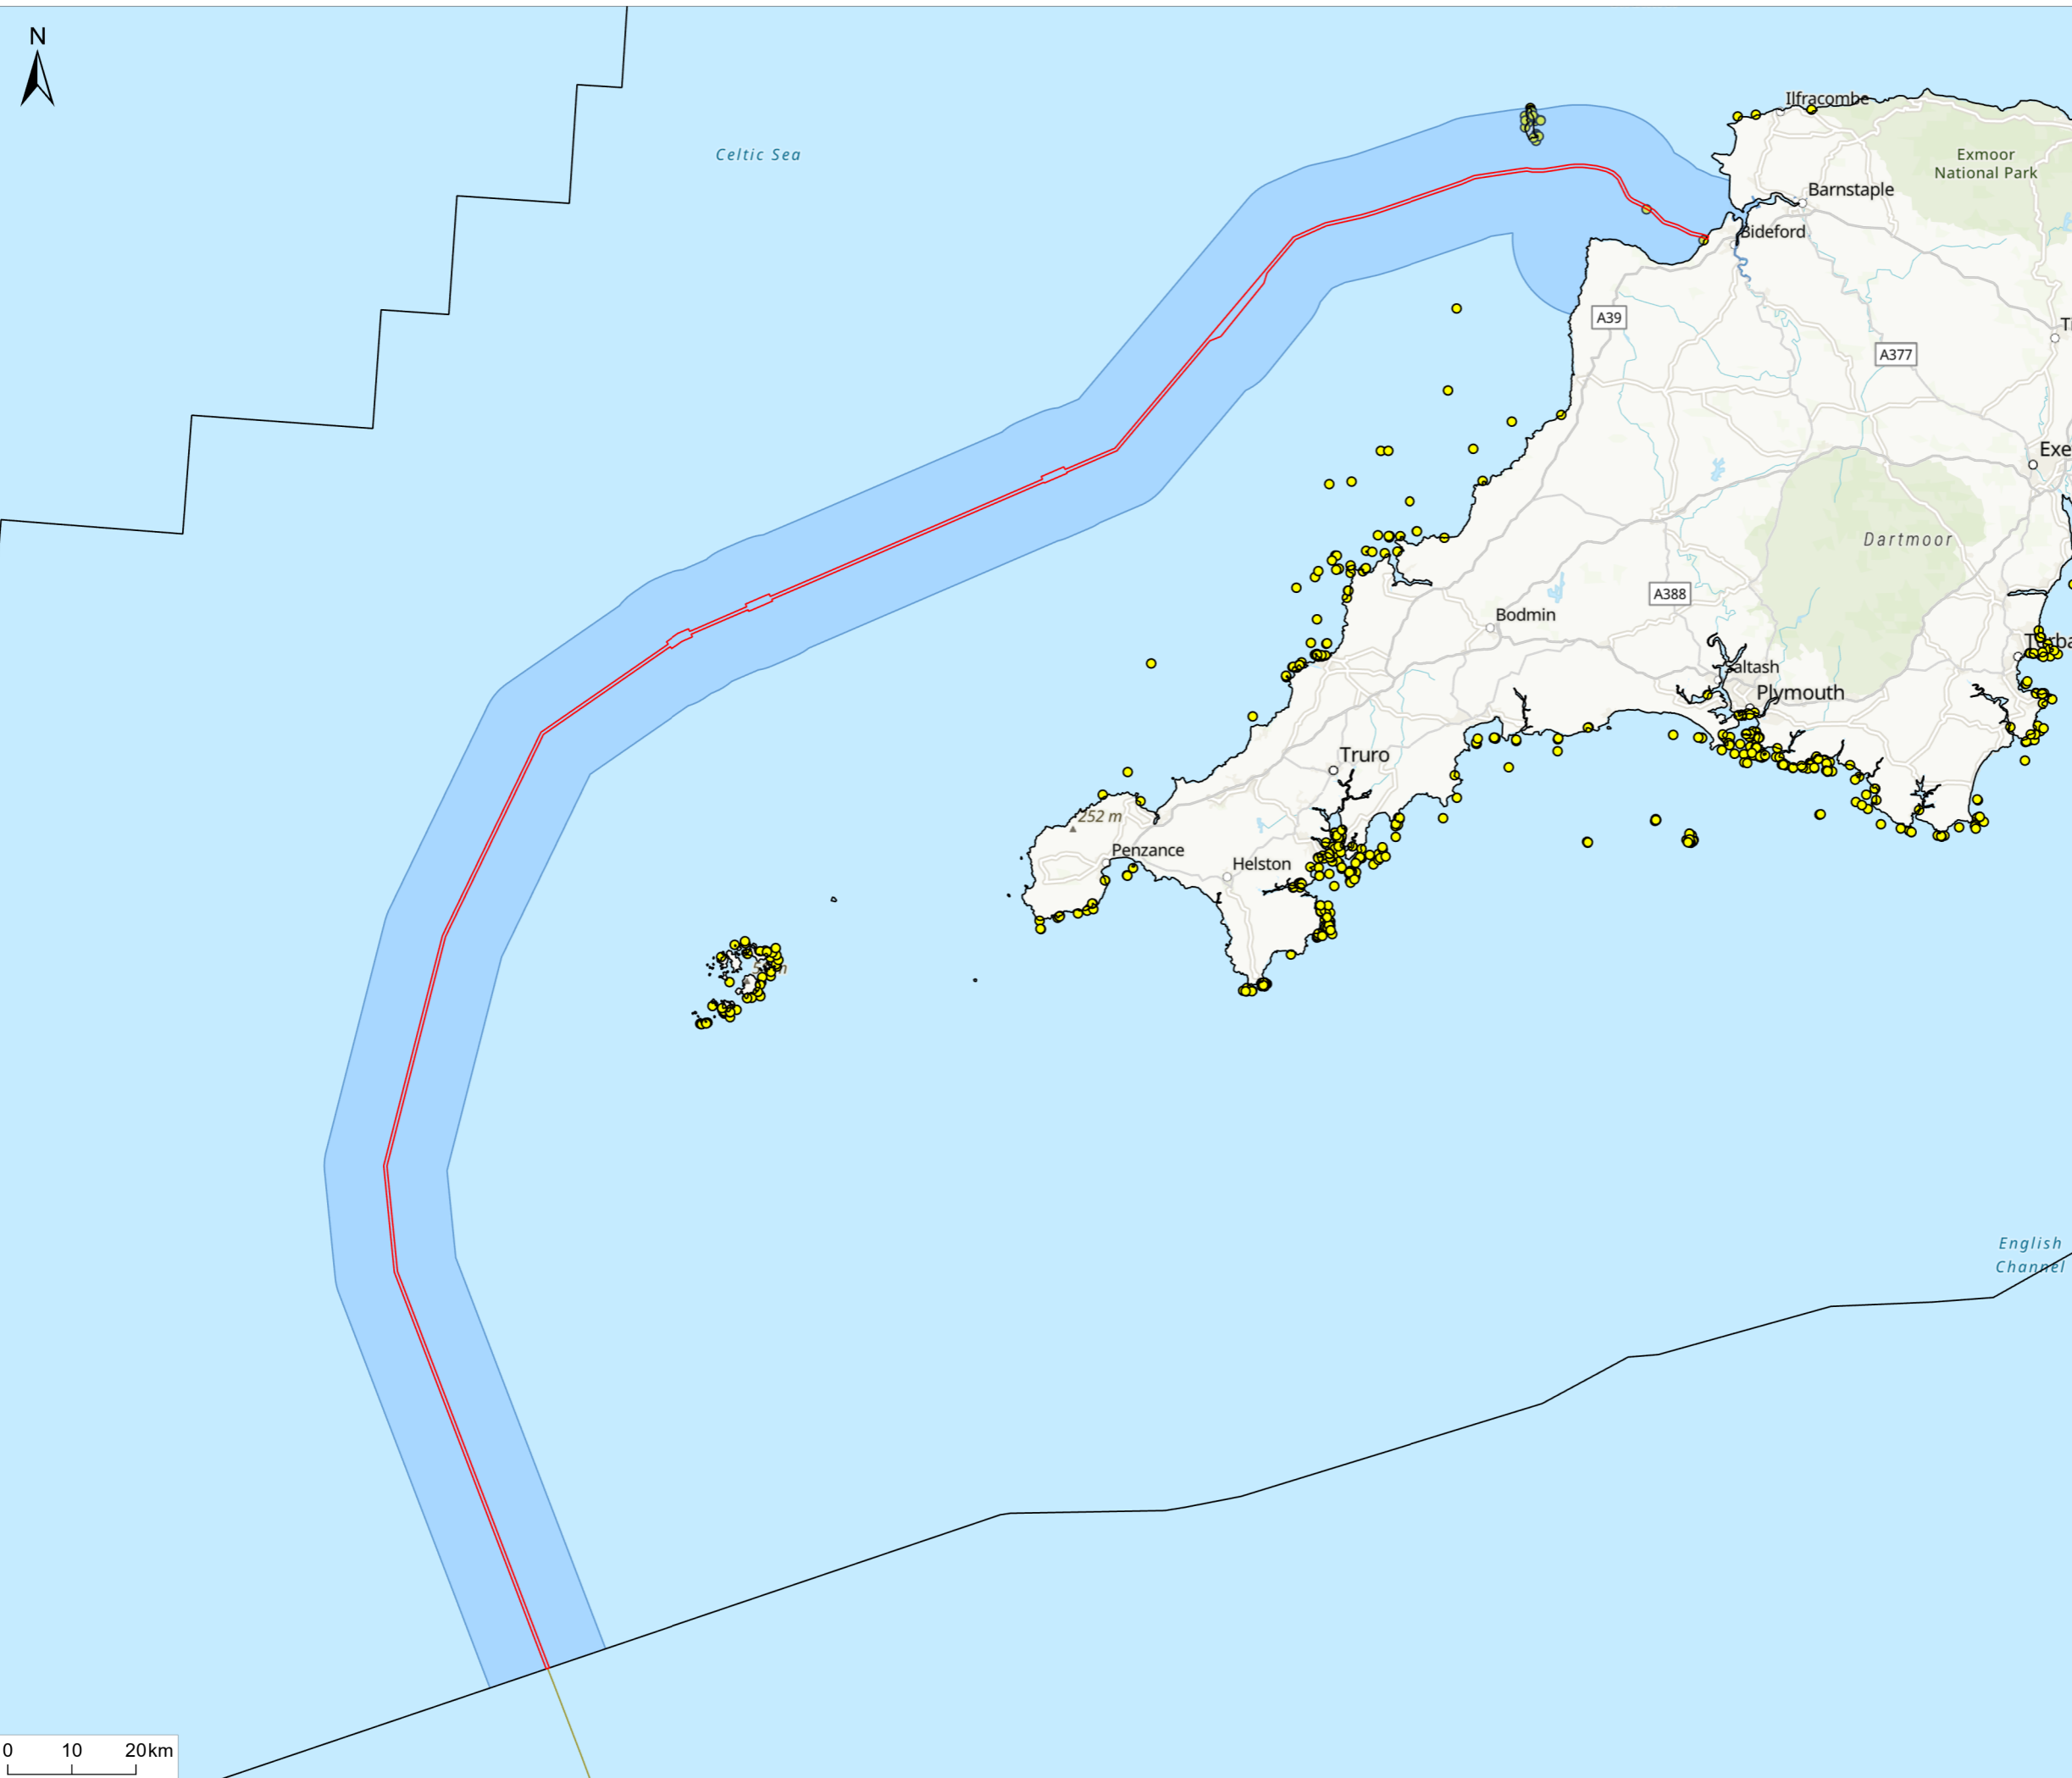 N
Ilfracombe
Celtic Sea
Exmoor
National Park
Barnstaple
Bideford
A39
A377
Exe
Dartmoor
A388
Bodmin
Saltash
Plymouth
Truro
252 m
Penzance
Helston
English
Channel
0 10 20km